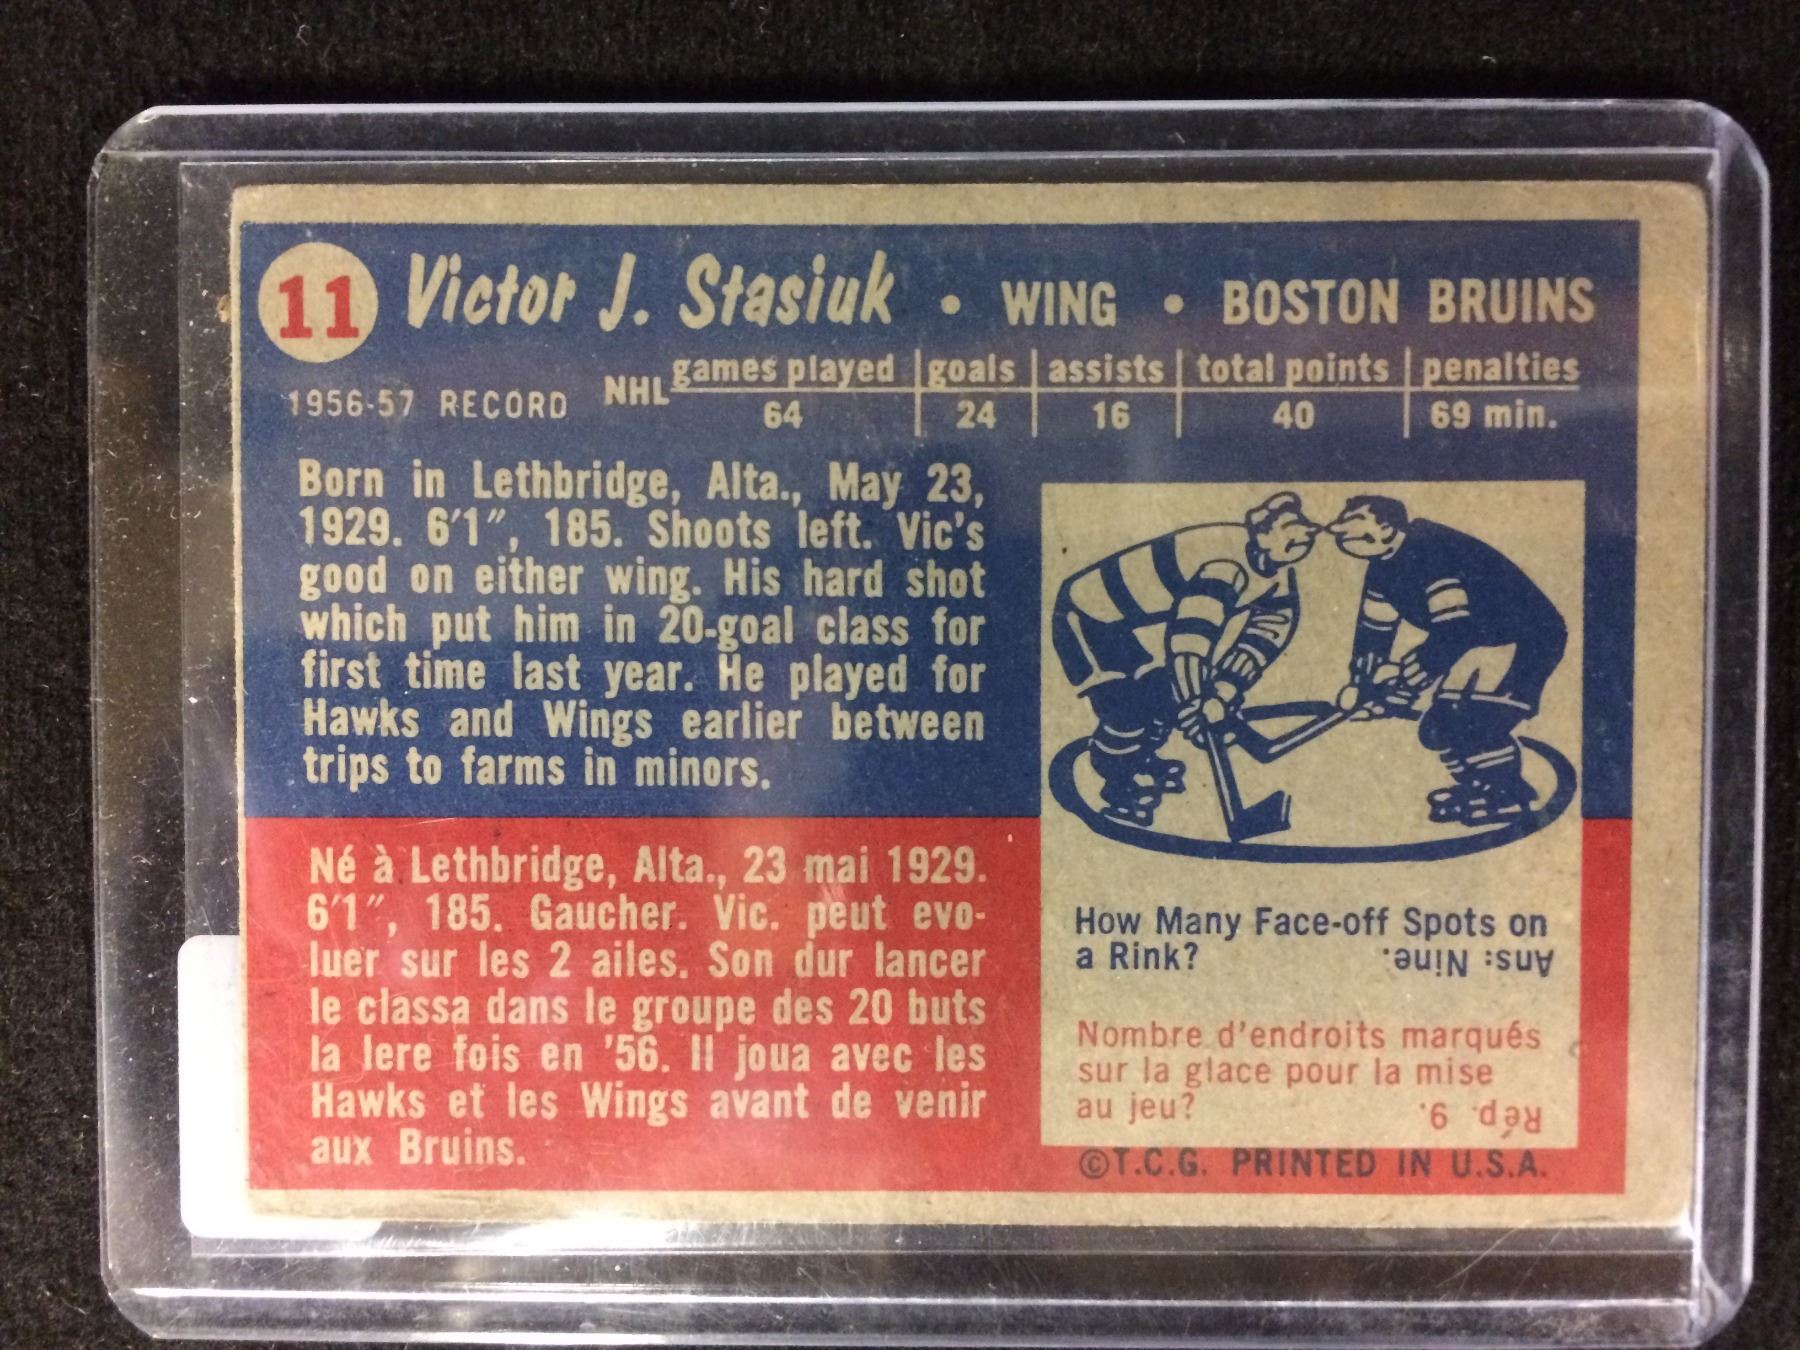 11 Victor J. Stasiuk • WING • BOSTON BRUINS
1956-57 RECORD NHL games played goals assists total points penalties
64 24 16 40 69 min.
Born in Lethbridge, Alta., May 23,
1929. 6'1", 185. Shoots left. Vic's
good on either wing. His hard shot
which put him in 20-goal class for
first time last year. He played for
Hawks and Wings earlier between
trips to farms in minors.
Né à Lethbridge, Alta., 23 mai 1929.
6'1", 185. Gaucher. Vic. peut evo-
luer sur les 2 ailes. Son dur lancer
le classa dans le groupe des 20 buts
la lere fois en '56. Il joua avec les
Hawks et les Wings avant de venir
aux Bruins.
How Many Face-off Spots on
a Rink? Ans: Nine.
Nombre d'endroits marqués
sur la glace pour la mise
au jeu? Rép. 9.
©T.C.G. PRINTED IN U.S.A.